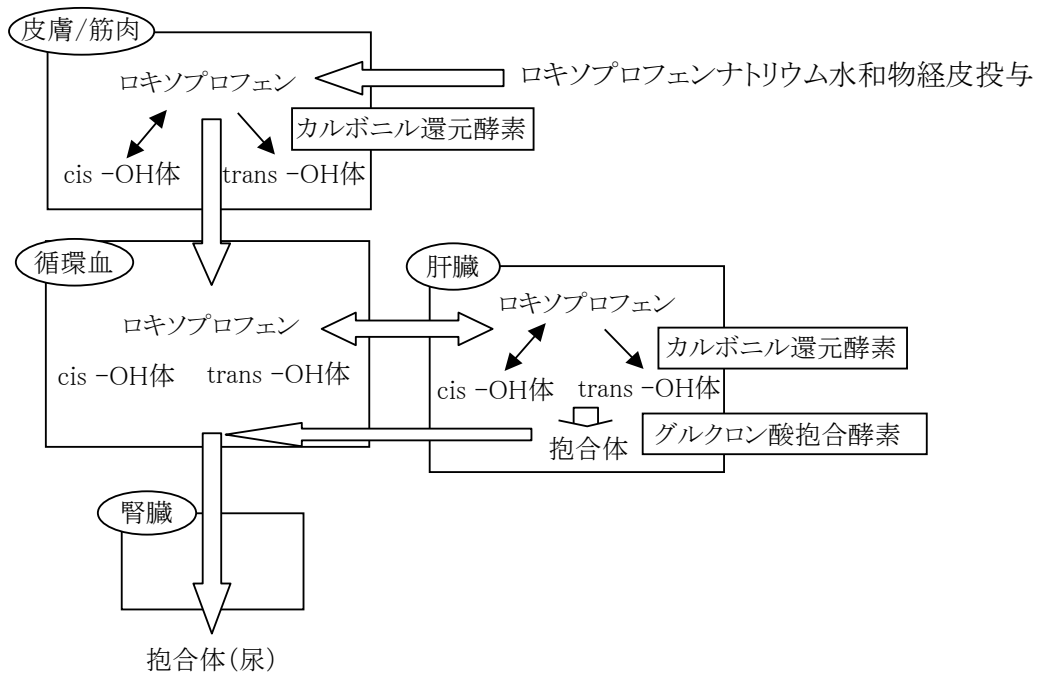 皮膚/筋肉
ロキソプロフェン
ロキソプロフェンナトリウム水和物経皮投与
カルボニル還元酵素
cis -OH体 trans -OH体
循環血
肝臓
ロキソプロフェン
ロキソプロフェン
カルボニル還元酵素
cis -OH体 trans -OH体
cis -OH体 trans -OH体
抱合体
グルクロン酸抱合酵素
腎臓
抱合体(尿)